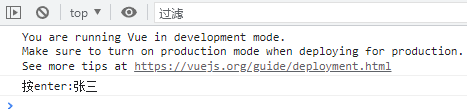 top
过滤
You are running Vue in development mode.
Make sure to turn on production mode when deploying for production.
See more tips at https://vuejs.org/guide/deployment.html
按enter:张三